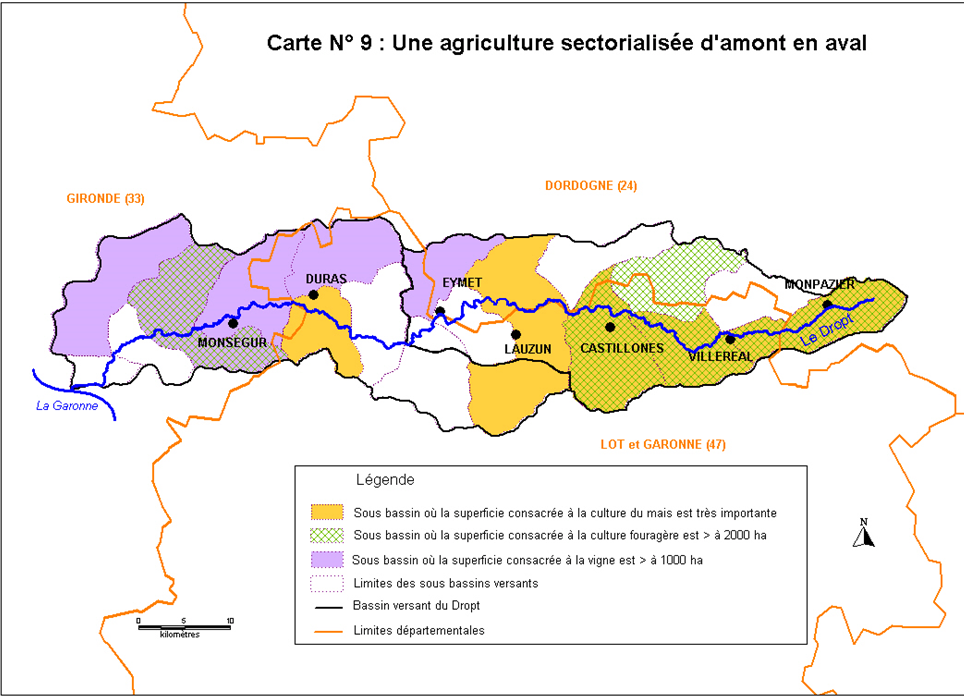 Carte N° 9 : Une agriculture sectorialisée d'amont en aval
GIRONDE (33)
DORDOGNE (24)
DURAS
EYMET
MONPAZIER
MONSEGUR
LAUZUN
CASTILLONES
VILLEREAL
Le Dropt
La Garonne
LOT et GARONNE (47)
Légende
Sous bassin où la superficie consacrée à la culture du mais est très importante
Sous bassin où la superficie consacrée à la culture fouragère est > à 2000 ha
Sous bassin où la superficie consacrée à la vigne est > à 1000 ha
Limites des sous bassins versants
Bassin versant du Dropt
Limites départementales
N
0 5 10
kilomètres